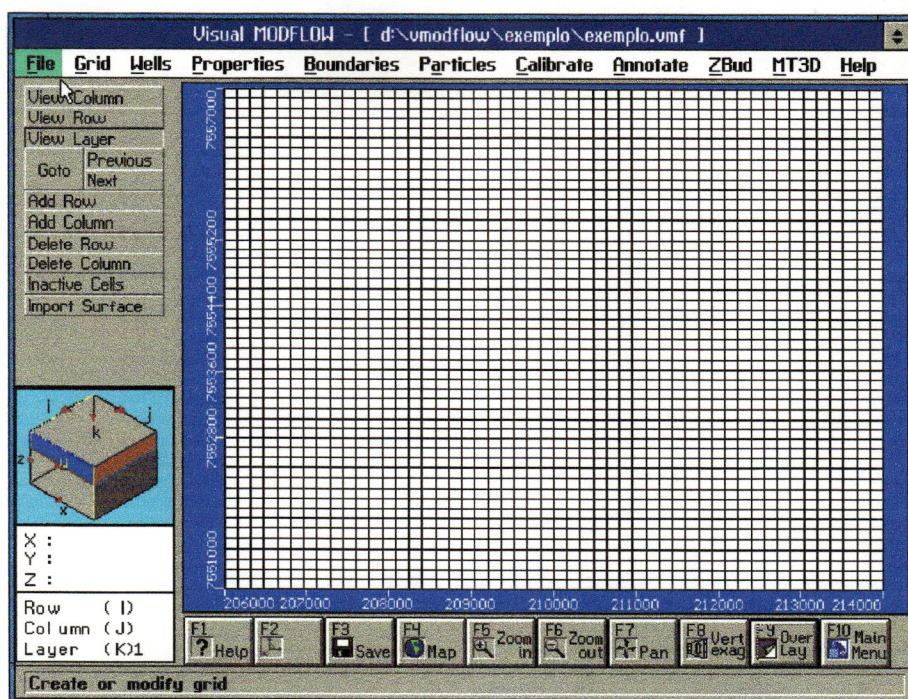 Visual MODFLOW - [ d:\vmodflow\exemplo\exemplo.vmf ]
File Grid Wells Properties Boundaries Particles Calibrate Annotate ZBud MT3D Help
View Column
View Row
View Layer
Goto
Previous
Next
Add Row
Add Column
Delete Row
Delete Column
Inactive Cells
Import Surface
7557000
7555200
7554400
7553600
7552800
7551000
206000 207000 208000 209000 210000 211000 212000 213000 214000
i
j
k
z
y
x
X :
Y :
Z :
Row ( I)
Column (J)
Layer (K)1
F1 ? Help
F2
F3 Save
F4 Map
F5 Zoom in
F6 Zoom out
F7 Pan
F8 Vert exag
F9 Over Lay
F10 Main Menu
Create or modify grid